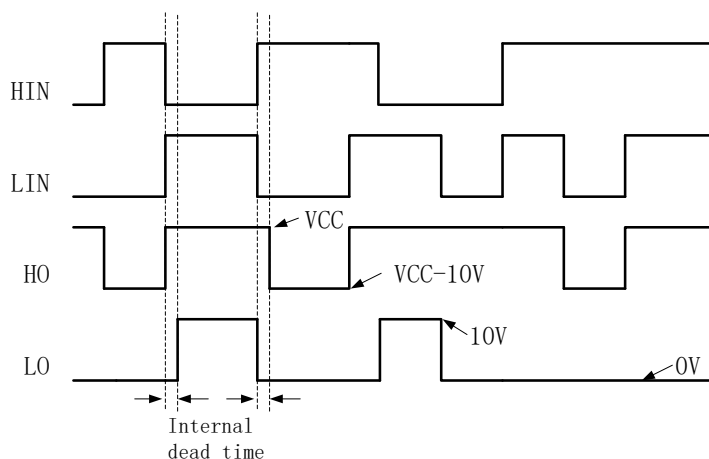 HIN
LIN
VCC
HO
VCC-10V
10V
LO
0V
Internal
dead time